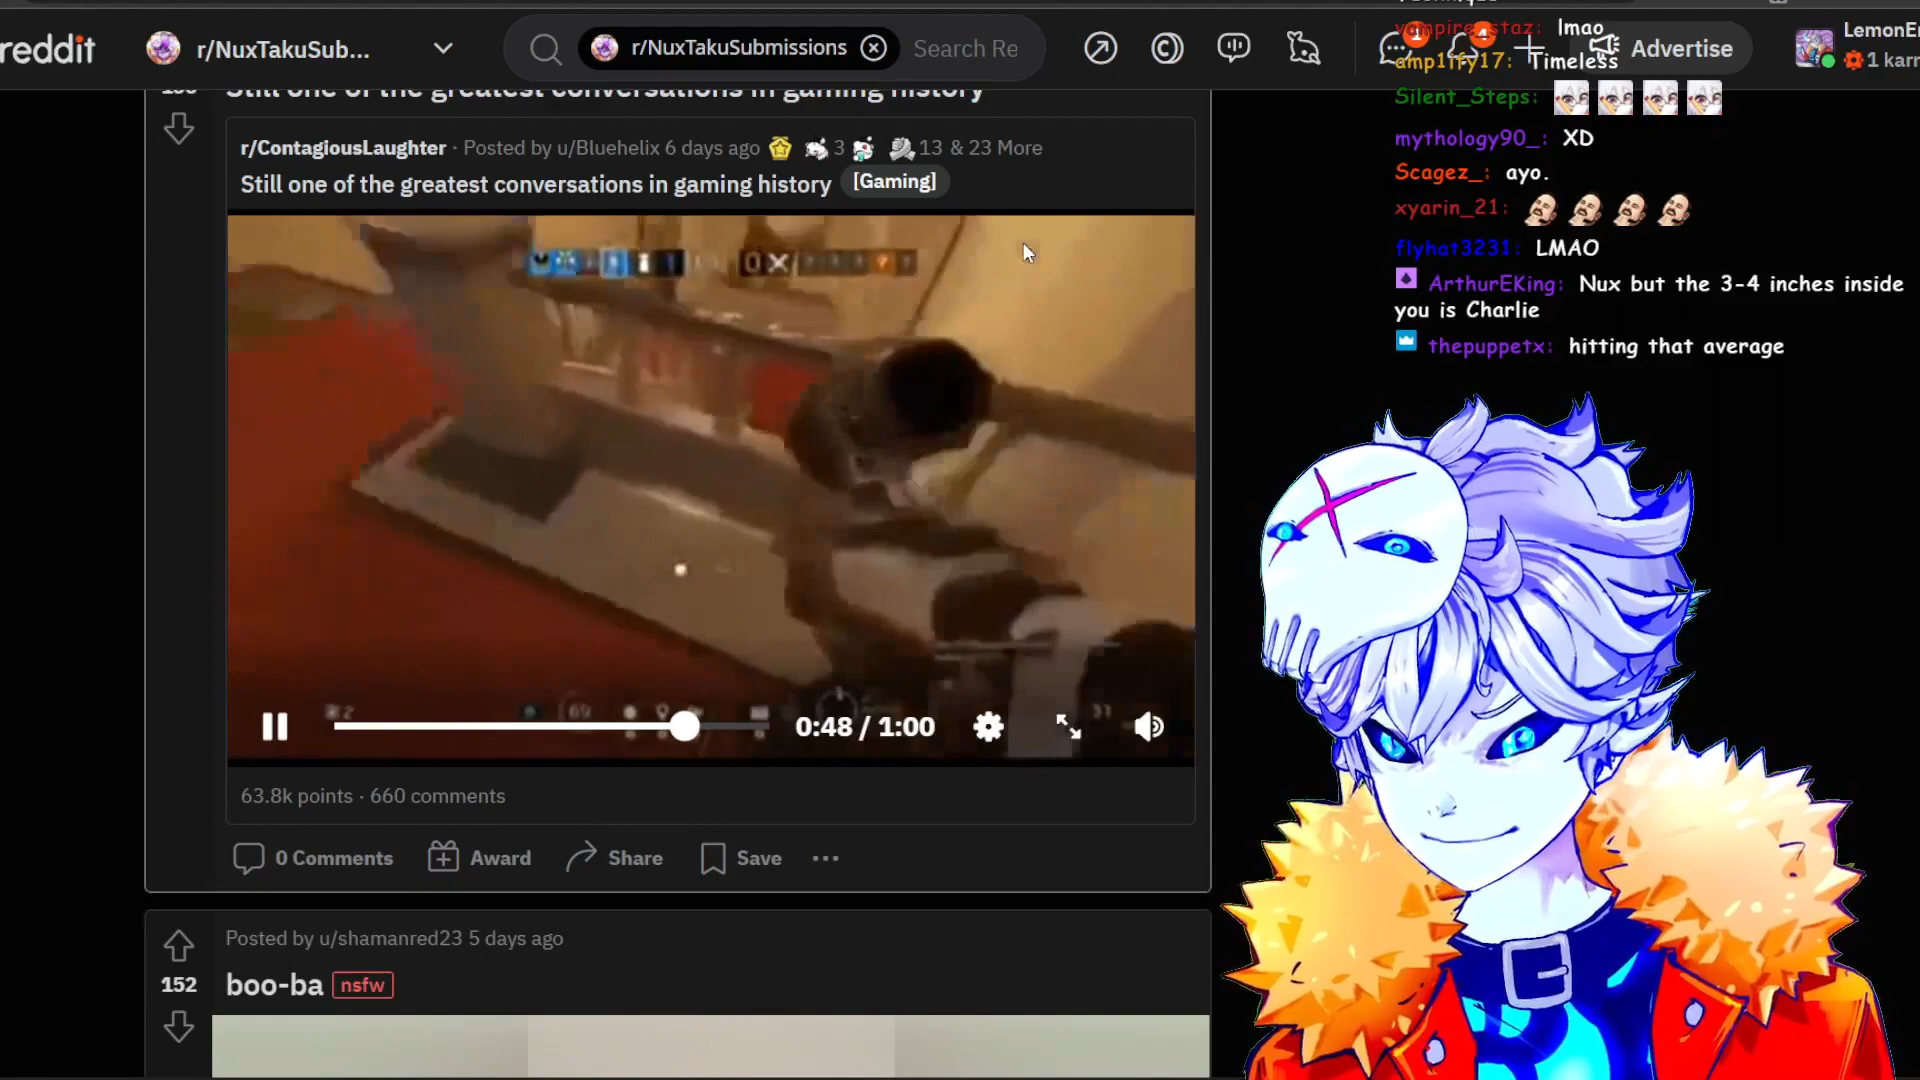 reddit
r/NuxTakuSub...
r/NuxTakuSubmissions
Search Re
Advertise
LemonE
1 karn
Still one of the greatest conversations in gaming history
r/ContagiousLaughter · Posted by u/Bluehelix 6 days ago 3 13 & 23 More
Still one of the greatest conversations in gaming history [Gaming]
0:48 / 1:00
63.8k points · 660 comments
0 Comments Award Share Save ...
Posted by u/shamanred23 5 days ago
152
boo-ba nsfw
vampire_staz: lmao
amp1ify17: Timeless
Silent_Steps:
mythology90_: XD
Scagez_: ayo.
xyarin_21:
flyhat3231: LMAO
ArthurEKing: Nux but the 3-4 inches inside
you is Charlie
thepuppetx: hitting that average